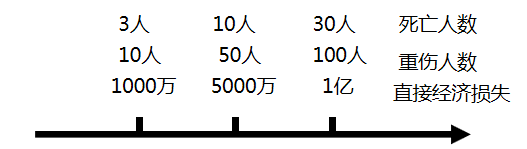 3人 10人 30人 死亡人数
10人 50人 100人 重伤人数
1000万 5000万 1亿 直接经济损失